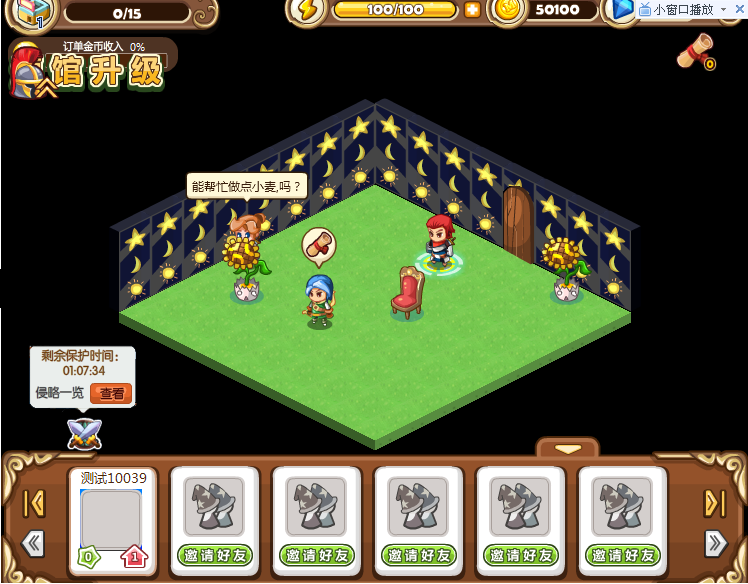 1
0/15
100/100
50100
小窗口播放
订单金币收入 0%
馆升级
0
能帮忙做点小麦,吗？
剩余保护时间：
01:07:34
侵略一览 查看
测试10039
0 1
邀请好友 邀请好友 邀请好友 邀请好友 邀请好友